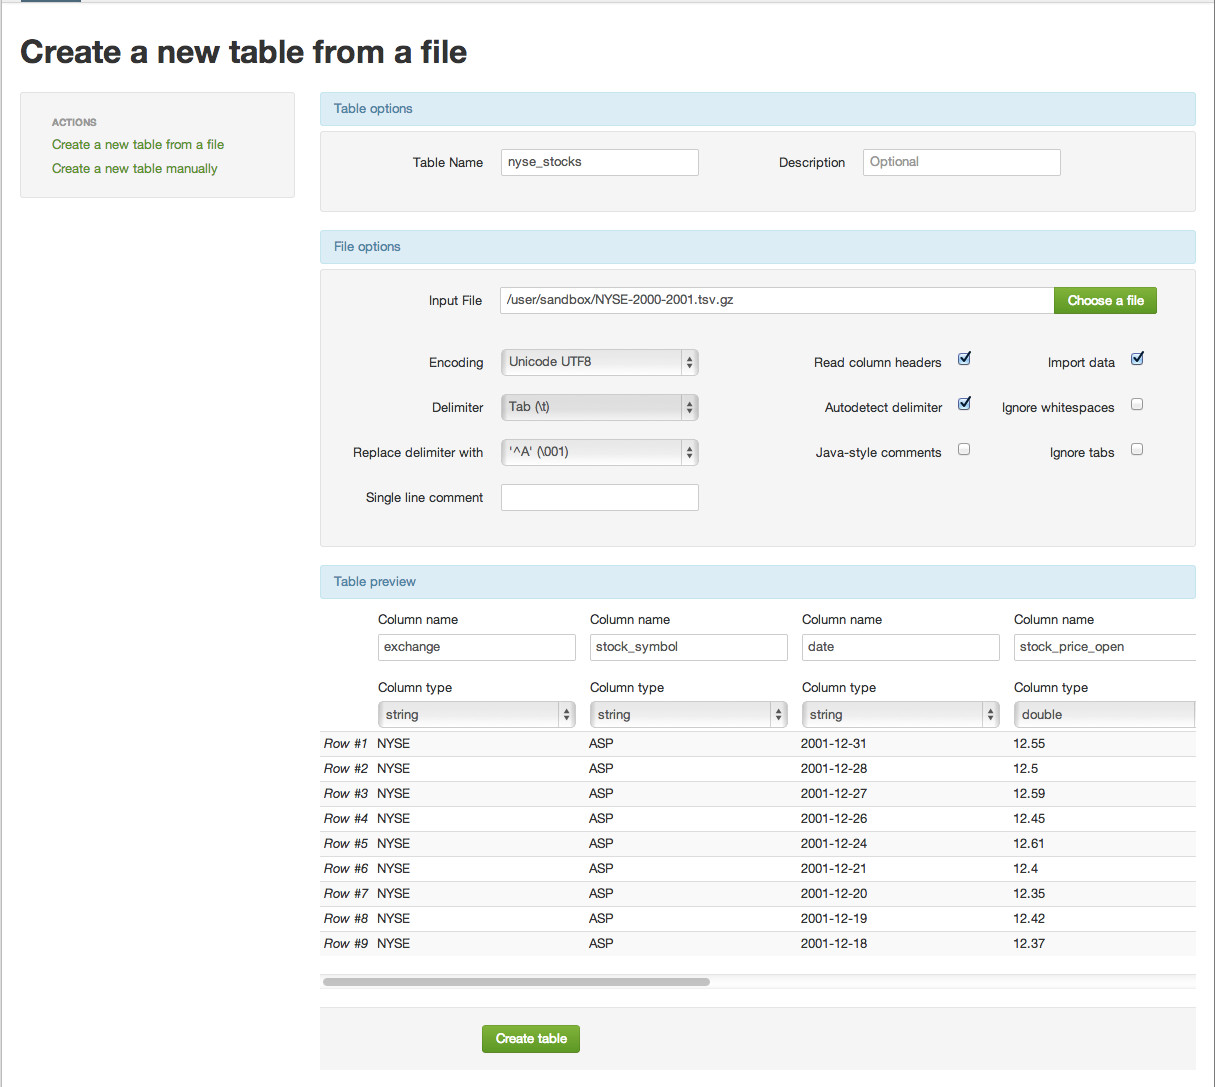 Create a new table from a file
ACTIONS
Create a new table from a file
Create a new table manually
Table options
Table Name nyse_stocks Description Optional
File options
Input File /user/sandbox/NYSE-2000-2001.tsv.gz Choose a file
Encoding Unicode UTF8 Read column headers Import data
Delimiter Tab (\t) Autodetect delimiter Ignore whitespaces
Replace delimiter with '^A' (\001) Java-style comments Ignore tabs
Single line comment
Table preview
Column name Column name Column name Column name
exchange stock_symbol date stock_price_open
Column type Column type Column type Column type
string string string double
Row #1 NYSE ASP 2001-12-31 12.55
Row #2 NYSE ASP 2001-12-28 12.5
Row #3 NYSE ASP 2001-12-27 12.59
Row #4 NYSE ASP 2001-12-26 12.45
Row #5 NYSE ASP 2001-12-24 12.61
Row #6 NYSE ASP 2001-12-21 12.4
Row #7 NYSE ASP 2001-12-20 12.35
Row #8 NYSE ASP 2001-12-19 12.42
Row #9 NYSE ASP 2001-12-18 12.37
Create table